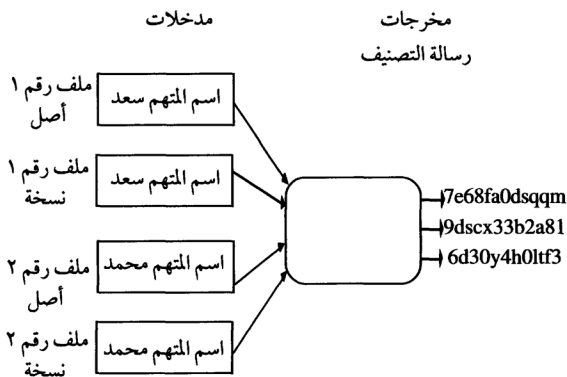 مدخلات
مخرجات
رسالة التصنيف
ملف رقم ١
أصل
اسم المتهم سعد
ملف رقم ١
نسخة
اسم المتهم سعد
7e68fa0dsqqm
9dscx33b2a81
6d30y4h0ltf3
ملف رقم ٢
أصل
اسم المتهم محمد
ملف رقم ٢
نسخة
اسم المتهم محمد